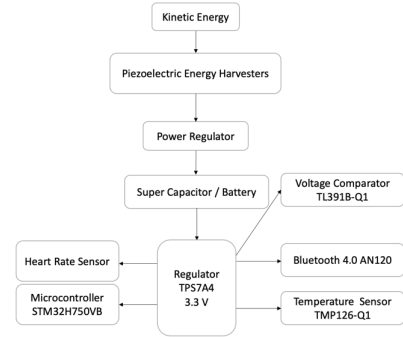 Kinetic Energy
Piezoelectric Energy Harvesters
Power Regulator
Super Capacitor / Battery
Voltage Comparator
TL391B-Q1
Heart Rate Sensor
Regulator
TPS7A4
3.3 V
Bluetooth 4.0 AN120
Microcontroller
STM32H750VB
Temperature Sensor
TMP126-Q1